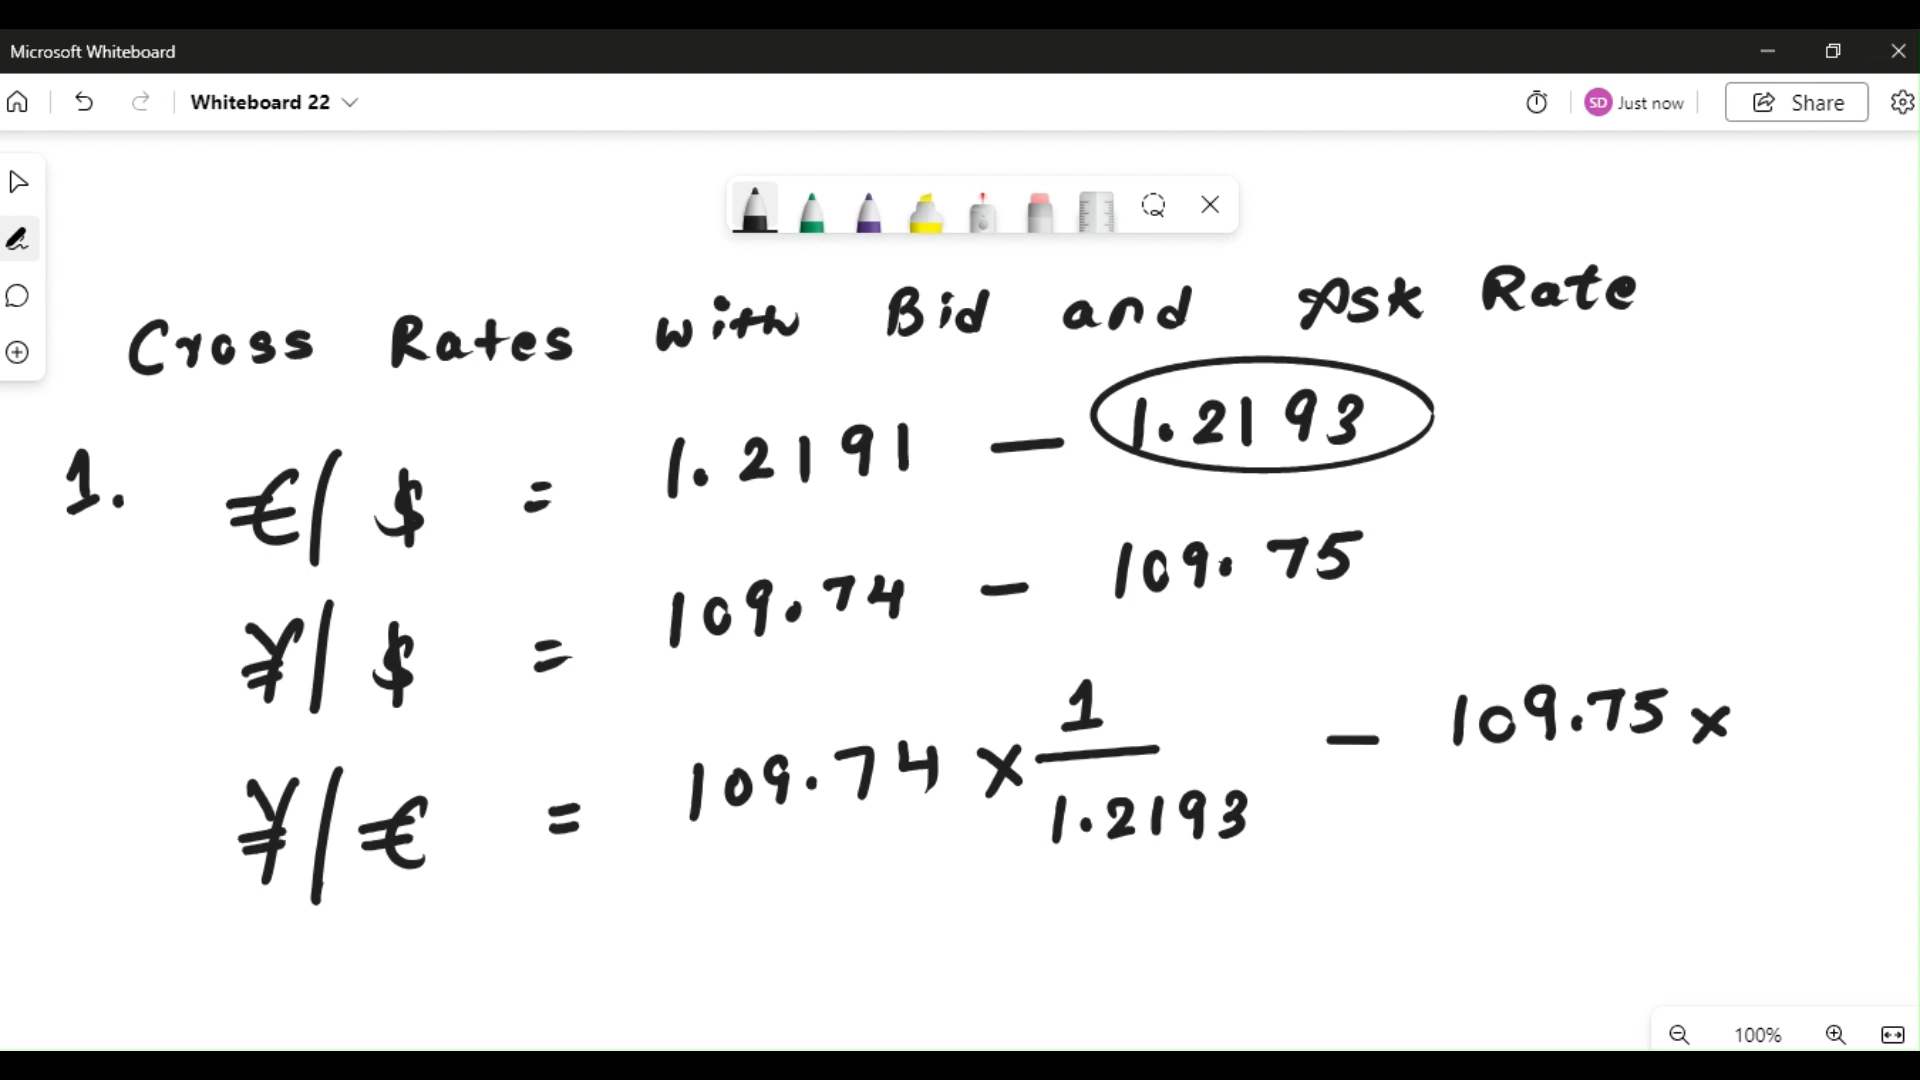 Microsoft Whiteboard
Whiteboard 22
SD Just now
Share
Cross Rates with Bid and Ask Rate
1. €/$ = 1.2191 — 1.2193
¥/$ = 109.74 — 109.75
¥/€ = 109.74 × 1/1.2193 — 109.75 ×
100%